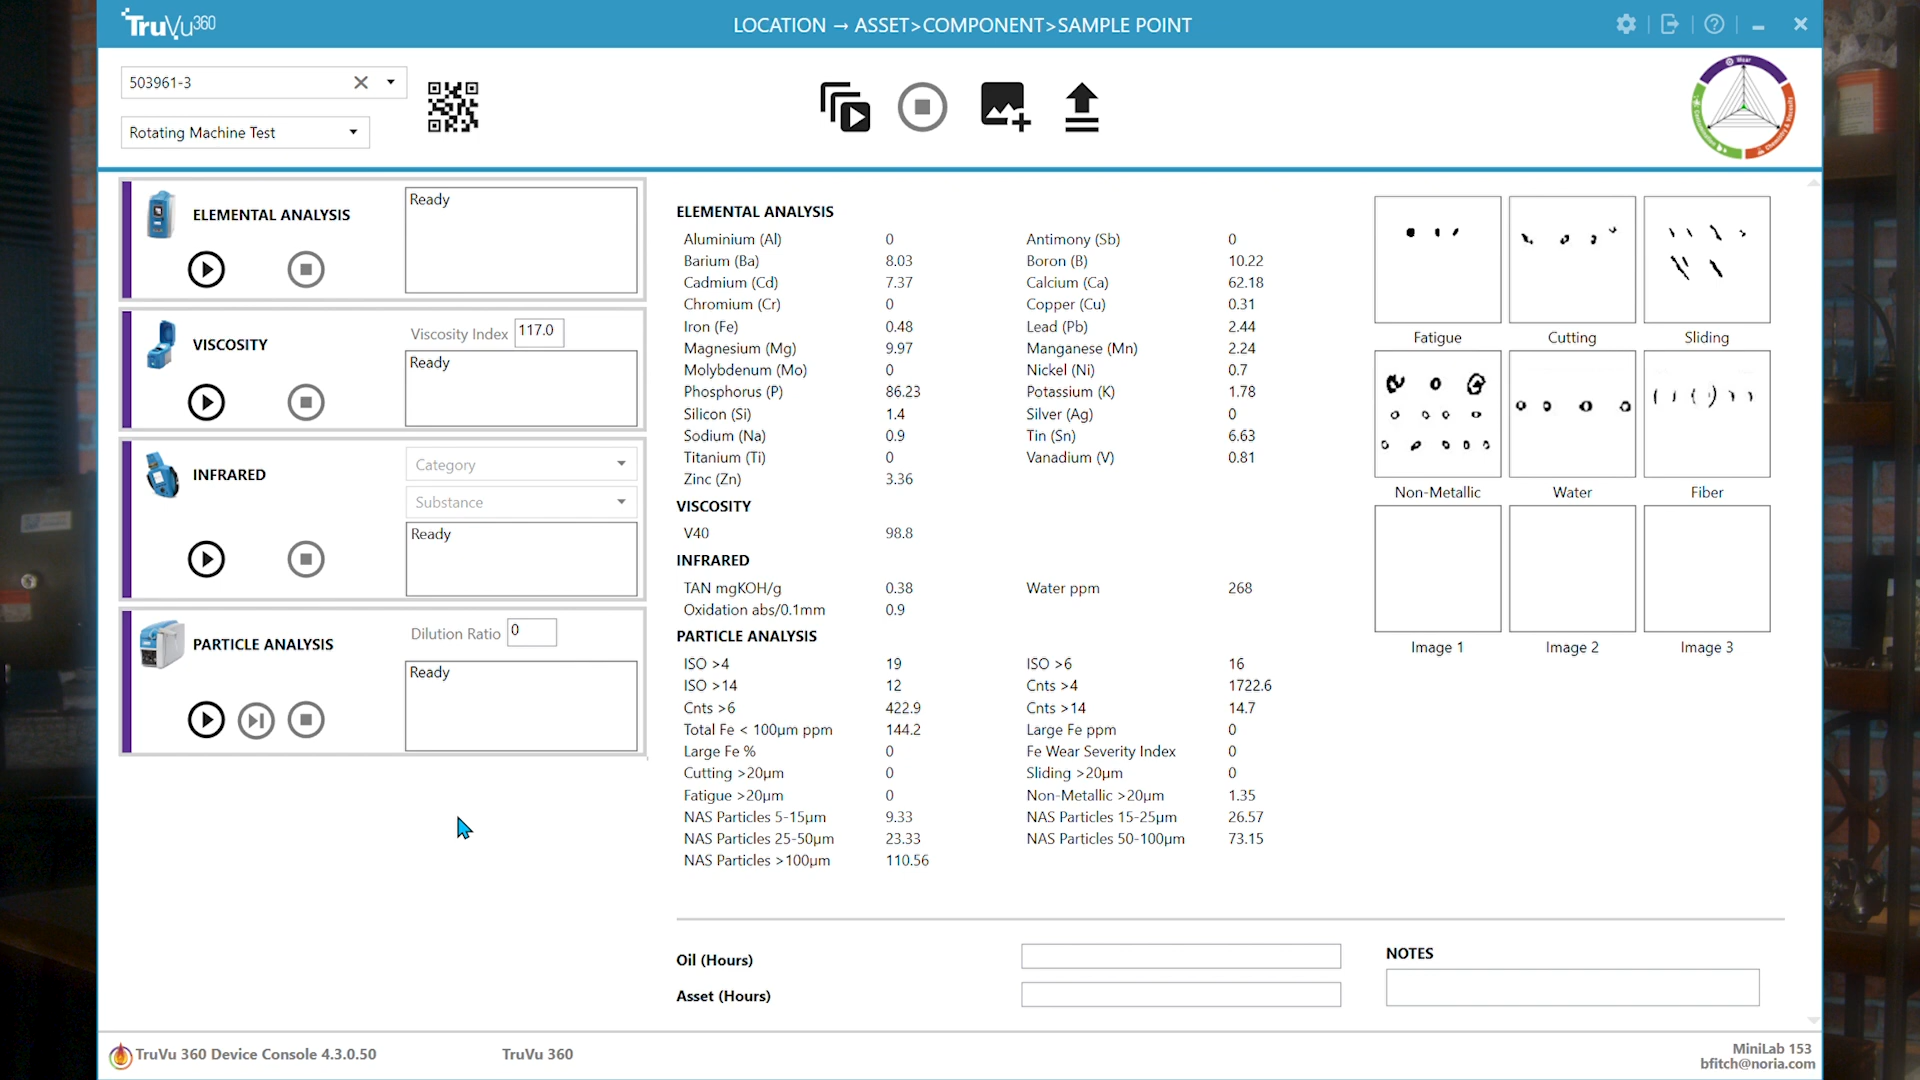 TruVu 360
LOCATION → ASSET>COMPONENT>SAMPLE POINT
503961-3
Rotating Machine Test
Wear
ELEMENTAL ANALYSIS
Ready
VISCOSITY
Viscosity Index 117.0
Ready
INFRARED
Category
Substance
Ready
PARTICLE ANALYSIS
Dilution Ratio 0
Ready
ELEMENTAL ANALYSIS
Aluminium (Al) 0 Antimony (Sb) 0
Barium (Ba) 8.03 Boron (B) 10.22
Cadmium (Cd) 7.37 Calcium (Ca) 62.18
Chromium (Cr) 0 Copper (Cu) 0.31
Iron (Fe) 0.48 Lead (Pb) 2.44
Magnesium (Mg) 9.97 Manganese (Mn) 2.24
Molybdenum (Mo) 0 Nickel (Ni) 0.7
Phosphorus (P) 86.23 Potassium (K) 1.78
Silicon (Si) 1.4 Silver (Ag) 0
Sodium (Na) 0.9 Tin (Sn) 6.63
Titanium (Ti) 0 Vanadium (V) 0.81
Zinc (Zn) 3.36
VISCOSITY
V40 98.8
INFRARED
TAN mgKOH/g 0.38 Water ppm 268
Oxidation abs/0.1mm 0.9
PARTICLE ANALYSIS
ISO >4 19 ISO >6 16
ISO >14 12 Cnts >4 1722.6
Cnts >6 422.9 Cnts >14 14.7
Total Fe < 100µm ppm 144.2 Large Fe ppm 0
Large Fe % 0 Fe Wear Severity Index 0
Cutting >20µm 0 Sliding >20µm 0
Fatigue >20µm 0 Non-Metallic >20µm 1.35
NAS Particles 5-15µm 9.33 NAS Particles 15-25µm 26.57
NAS Particles 25-50µm 23.33 NAS Particles 50-100µm 73.15
NAS Particles >100µm 110.56
Fatigue Cutting Sliding
Non-Metallic Water Fiber
Image 1 Image 2 Image 3
Oil (Hours)
Asset (Hours)
NOTES
TruVu 360 Device Console 4.3.0.50
TruVu 360
MiniLab 153
bfitch@noria.com